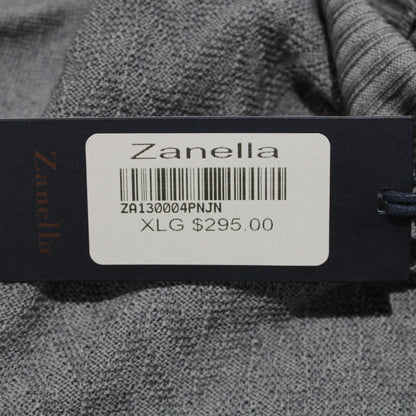 Zanella
Zanella
ZA130004PNJN
XLG $295.00